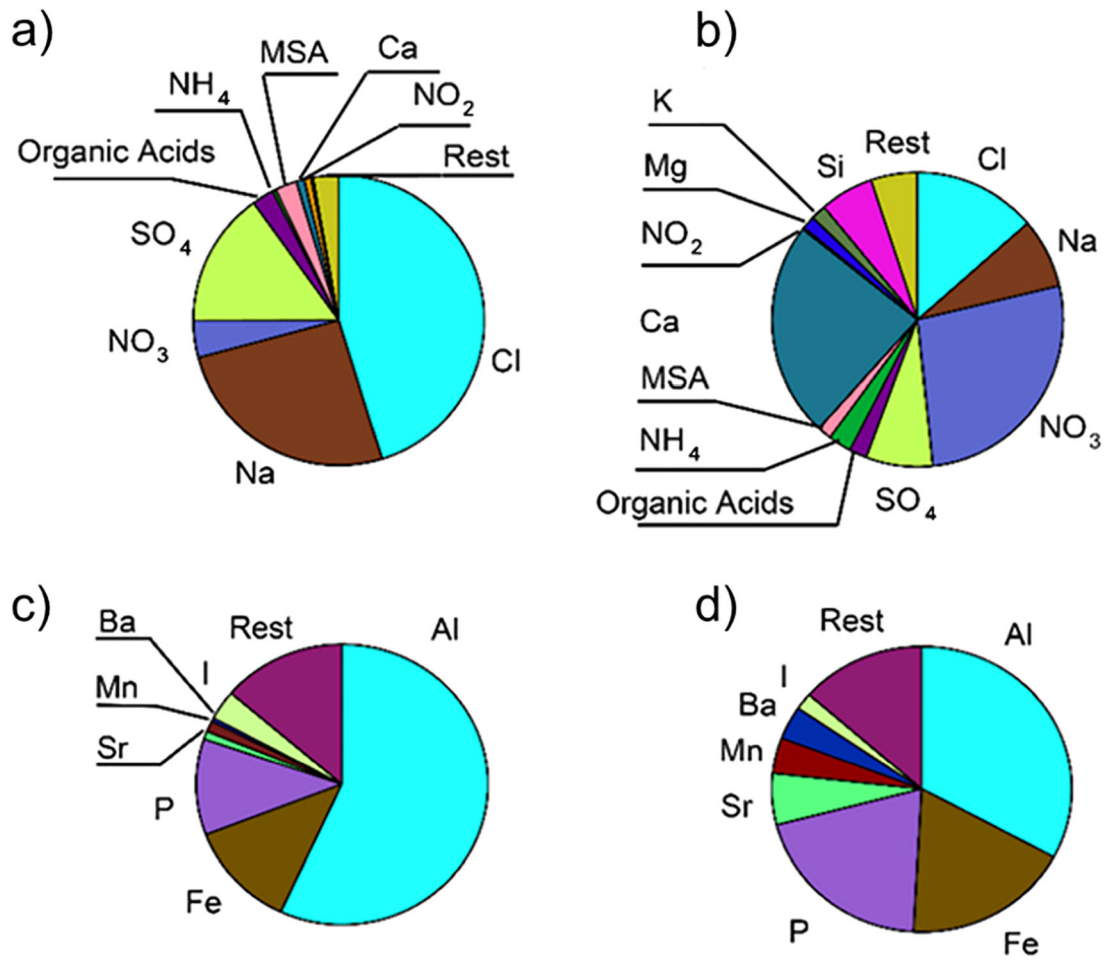 a)
MSA
Ca
NH4
NO2
Organic Acids
Rest
SO4
NO3
Cl
Na
b)
K
Rest
Si
Cl
Mg
NO2
Na
Ca
MSA
NO3
NH4
Organic Acids
SO4
c)
Ba
Rest
Al
I
Mn
Sr
P
Fe
d)
Rest
Al
I
Ba
Mn
Sr
P
Fe